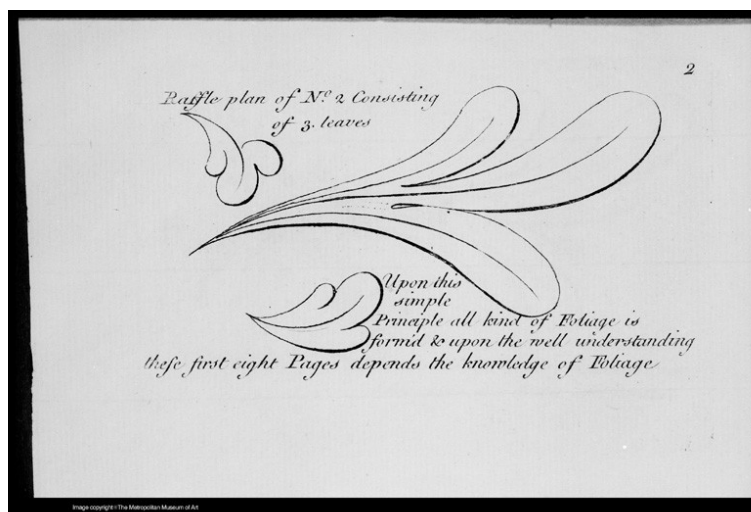 2
Raffle plan of Nº 2 Consisting
of 3. leaves
Upon this
simple
Principle all kind of Foliage is
form'd & upon the well understanding
these first eight Pages depends the knowledge of Foliage
Image copyright © The Metropolitan Museum of Art